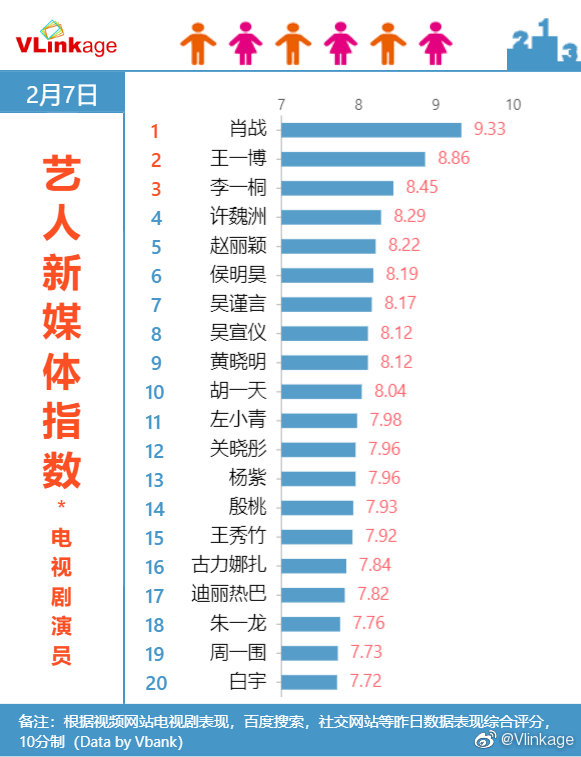 VLinkage
1
2
3
2月7日
艺人新媒体指数
*
电视剧演员
7 8 9 10
1 肖战 9.33
2 王一博 8.86
3 李一桐 8.45
4 许魏洲 8.29
5 赵丽颖 8.22
6 侯明昊 8.19
7 吴谨言 8.17
8 吴宣仪 8.12
9 黄晓明 8.12
10 胡一天 8.04
11 左小青 7.98
12 关晓彤 7.96
13 杨紫 7.96
14 殷桃 7.93
15 王秀竹 7.92
16 古力娜扎 7.84
17 迪丽热巴 7.82
18 朱一龙 7.76
19 周一围 7.73
20 白宇 7.72
备注：根据视频网站电视剧表现，百度搜索，社交网站等昨日数据表现综合评分，
10分制（Data by Vbank）
@Vlinkage